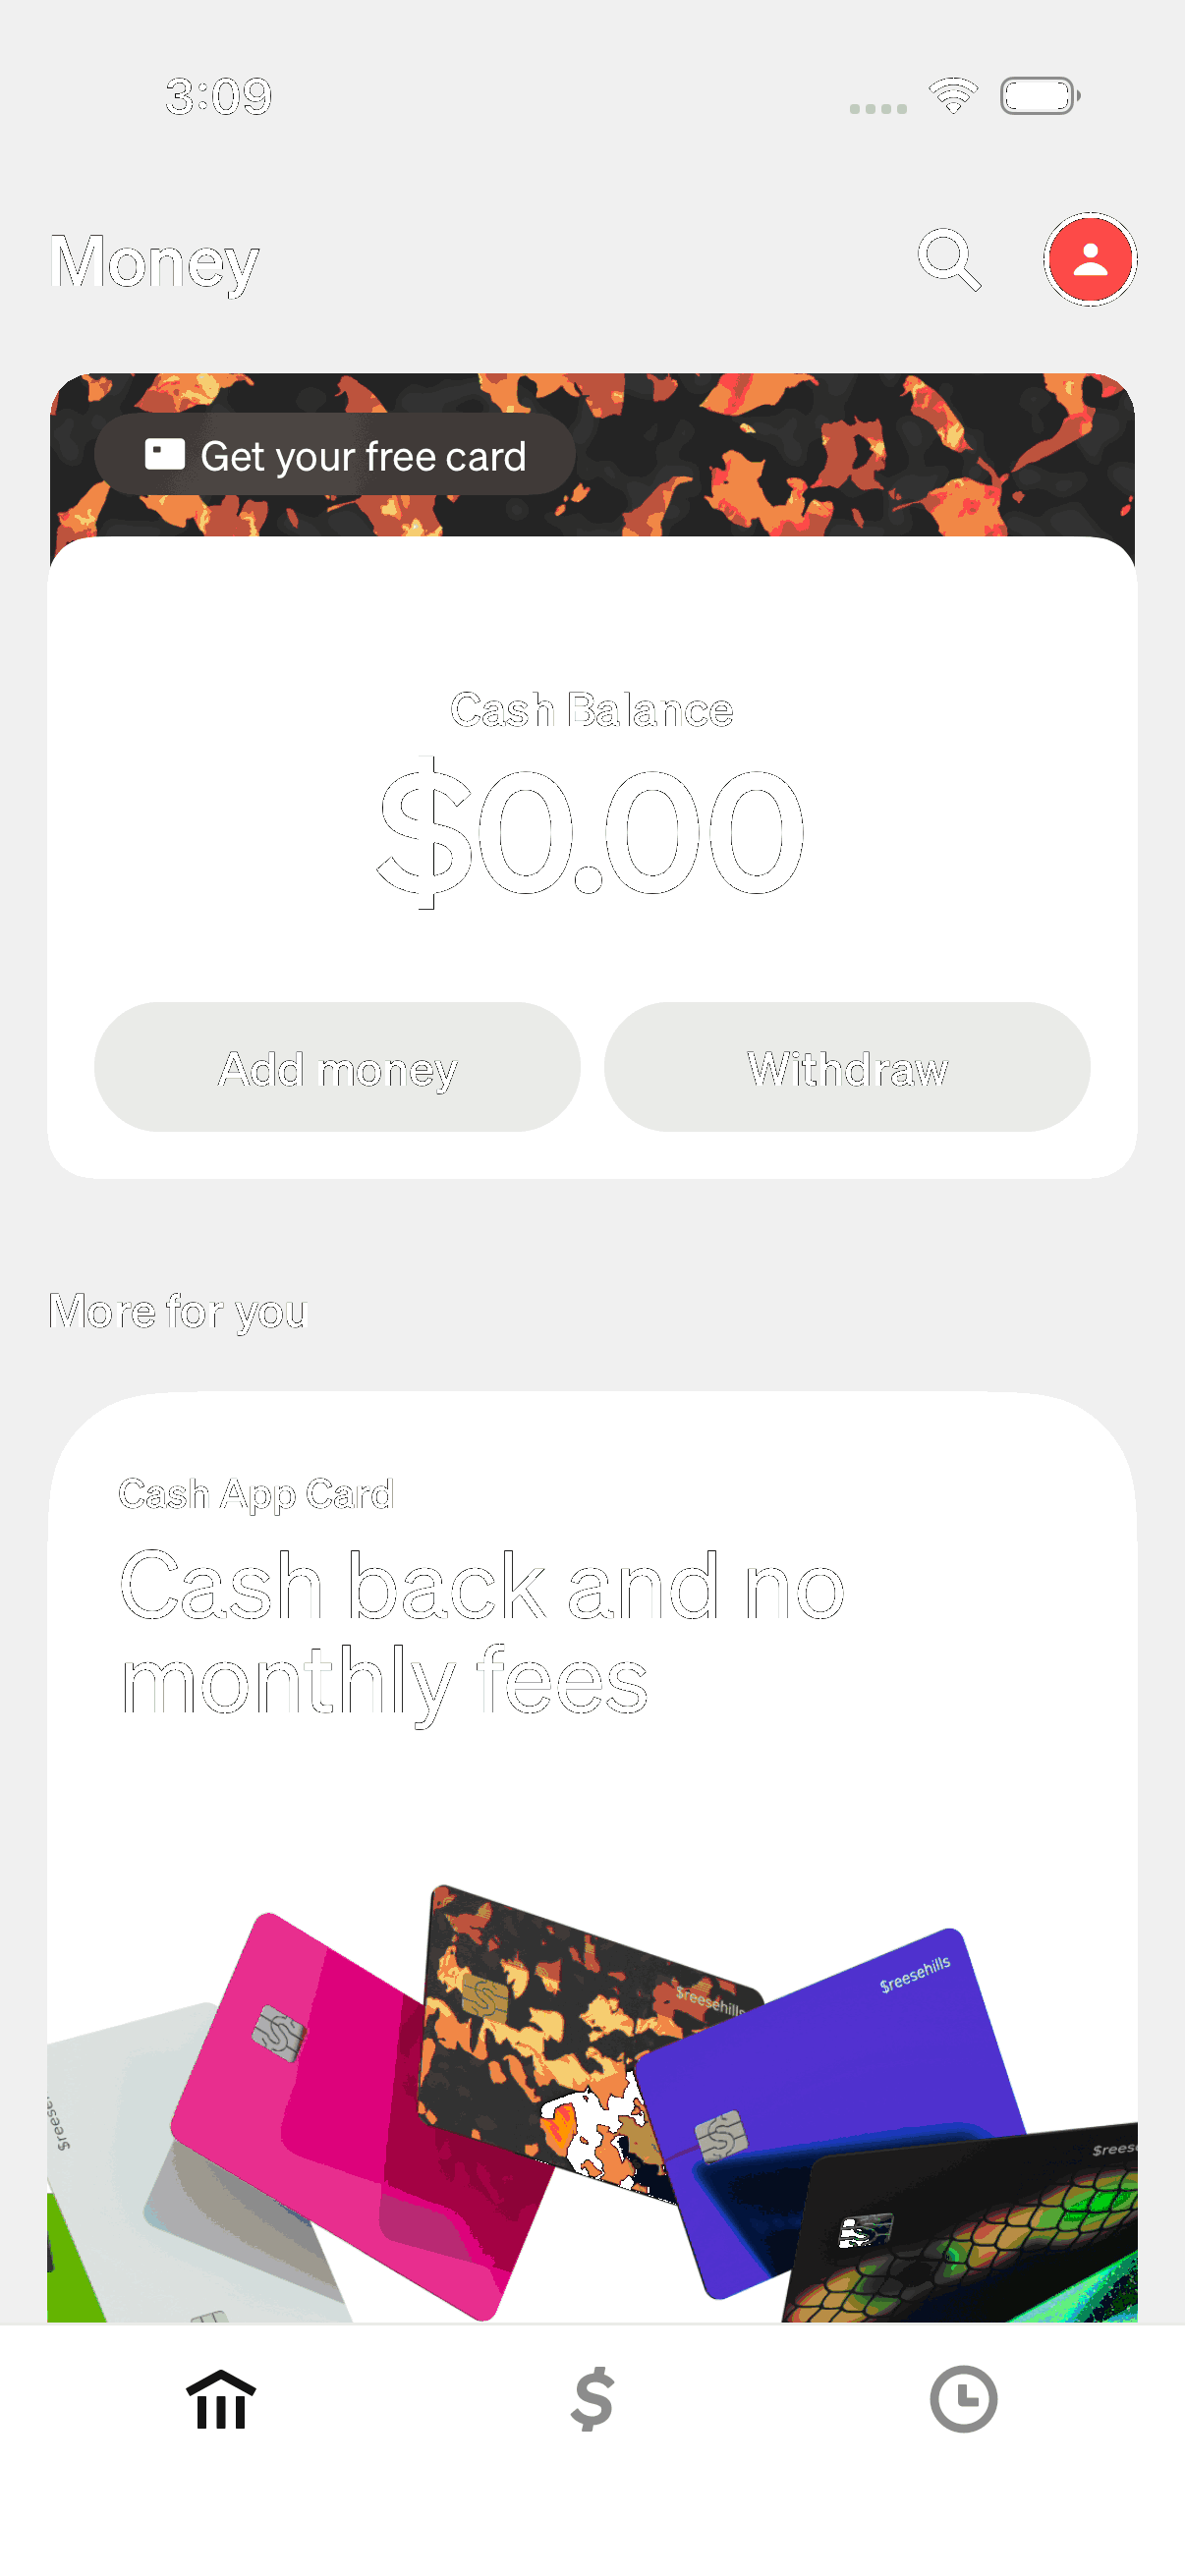 3:09
Money
Get your free card
Cash Balance
$0.00
Add money
Withdraw
More for you
Cash App Card
Cash back and no
monthly fees
$reesehills
$reesehills
$reese
$reese